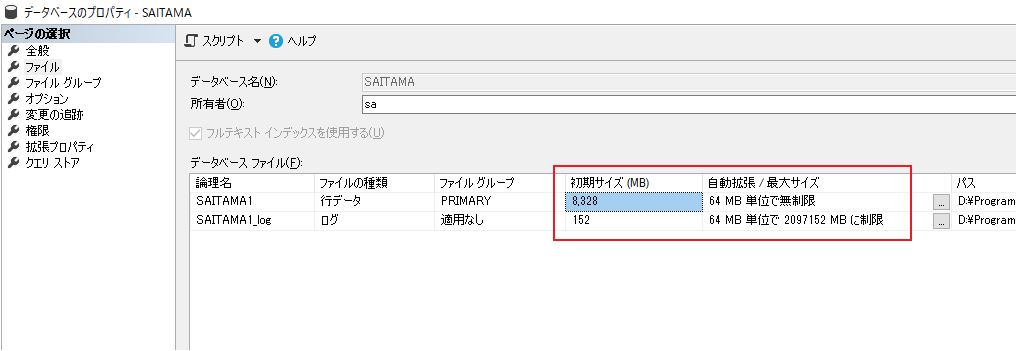 データベースのプロパティ - SAITAMA
ページの選択
全般
ファイル
ファイル グループ
オプション
変更の追跡
権限
拡張プロパティ
クエリ ストア
スクリプト ヘルプ
データベース名(N): SAITAMA
所有者(O): sa
フルテキスト インデックスを使用する(U)
データベース ファイル(F):
論理名 ファイルの種類 ファイル グループ 初期サイズ (MB) 自動拡張 / 最大サイズ パス
SAITAMA1 行データ PRIMARY 8,328 64 MB 単位で無制限 ... D:¥Program
SAITAMA1_log ログ 適用なし 152 64 MB 単位で 2097152 MB に制限 ... D:¥Program